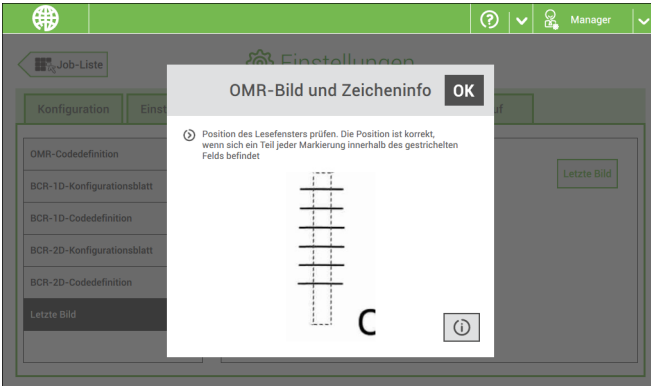 Manager
Job-Liste
Einstellungen
Konfiguration
OMR-Bild und Zeicheninfo
OK
Position des Lesefensters prüfen. Die Position ist korrekt,
wenn sich ein Teil jeder Markierung innerhalb des gestrichelten
Felds befindet
OMR-Codedefinition
BCR-1D-Konfigurationsblatt
BCR-1D-Codedefinition
BCR-2D-Konfigurationsblatt
BCR-2D-Codedefinition
Letzte Bild
Letzte Bild
C